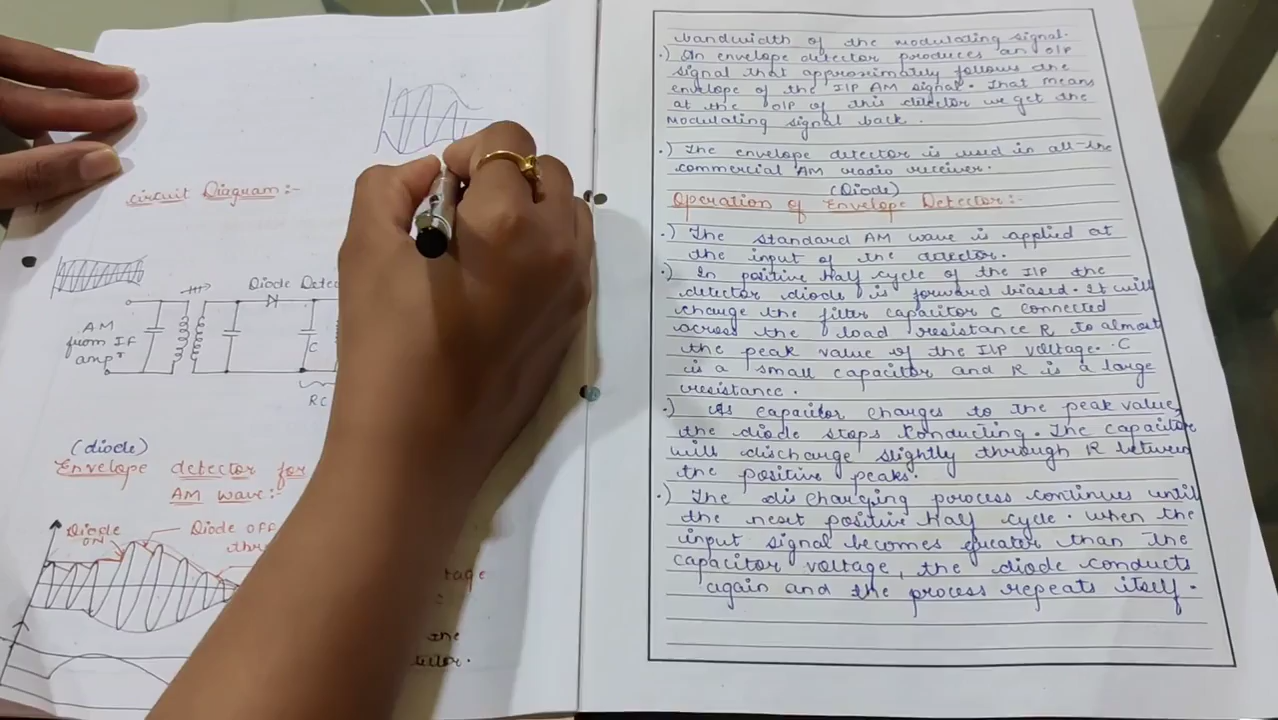 circuit Diagram:-
Diode Detec
AM
from IF
ampr
C
RC
(diode)
Envelope detector for
AM wave:-
Diode
ON
Diode OFF
thr
tage
=
the
bandwidth of the modulating signal.
.) An envelope detector produces an O/P
signal that approximately follows the
envelope of the I/P AM signal. That means
at the O/P of this detector we get the
Modulating signal back.
.) The envelope detector is used in all the
commercial AM radio receiver.
(Diode)
Operation of Envelope Detector:-
.) The standard AM wave is applied at
the input of the detector.
.) In positive Half cycle of the I/P the
detector diode is forward biased. It will
charge the filter capacitor C connected
across the load resistance R to almost
the peak value of the I/P voltage. C
is a small capacitor and R is a large
resistance.
.) As capacitor charges to the peak value,
the diode stops Conducting. The capacitor
will discharge slightly through R between
the positive peaks.
.) The discharging process continues until
the next positive Half cycle. When the
input signal becomes greater than the
capacitor voltage, the diode conducts
again and the process repeats itself.